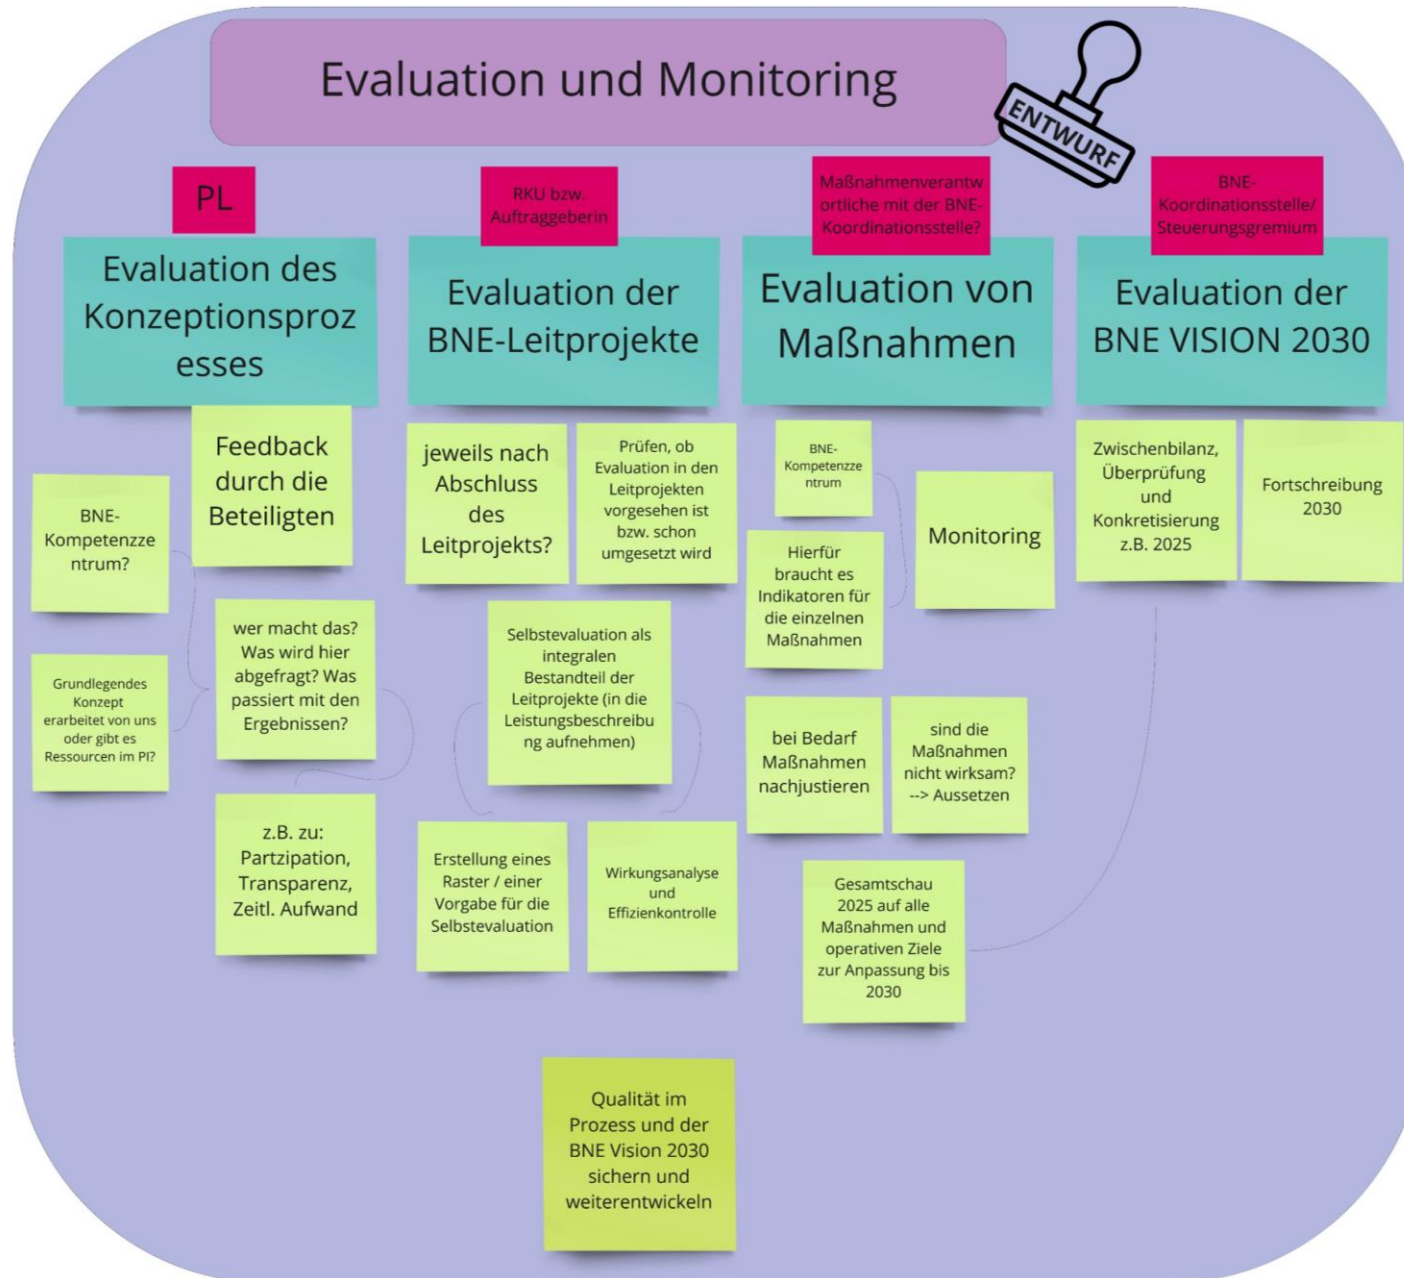 Evaluation und Monitoring
ENTWURF
PL
Evaluation des
Konzeptionsproz
esses
Feedback
durch die
Beteiligten
BNE-
Kompetenzze
ntrum?
wer macht das?
Was wird hier
abgefragt? Was
passiert mit den
Ergebnissen?
Grundlegendes
Konzept
erarbeitet von uns
oder gibt es
Ressourcen im PI?
z.B. zu:
Partzipation,
Transparenz,
Zeitl. Aufwand
RKU bzw.
Auftraggeberin
Evaluation der
BNE-Leitprojekte
jeweils nach
Abschluss
des
Leitprojekts?
Prüfen, ob
Evaluation in den
Leitprojekten
vorgesehen ist
bzw. schon
umgesetzt wird
Selbstevaluation als
integralen
Bestandteil der
Leitprojekte (in die
Leistungsbeschreibu
ng aufnehmen)
Erstellung eines
Raster / einer
Vorgabe für die
Selbstevaluation
Wirkungsanalyse
und
Effizienkontrolle
Maßnahmenverantw
ortliche mit der BNE-
Koordinationsstelle?
Evaluation von
Maßnahmen
BNE-
Kompetenzze
ntrum
Monitoring
Hierfür
braucht es
Indikatoren für
die einzelnen
Maßnahmen
bei Bedarf
Maßnahmen
nachjustieren
sind die
Maßnahmen
nicht wirksam?
--> Aussetzen
Gesamtschau
2025 auf alle
Maßnahmen und
operativen Ziele
zur Anpassung bis
2030
BNE-
Koordinationsstelle/
Steuerungsgremium
Evaluation der
BNE VISION 2030
Zwischenbilanz,
Überprüfung
und
Konkretisierung
z.B. 2025
Fortschreibung
2030
Qualität im
Prozess und der
BNE Vision 2030
sichern und
weiterentwickeln